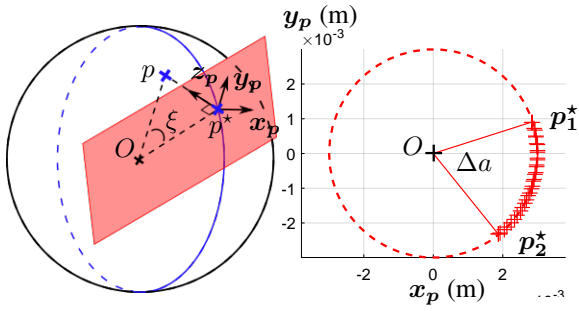 p
z_p
y_p
ξ
p*
x_p
O
y_p (m)
×10^-3
2
1
0
-1
-2
O
Δa
p_1^*
p_2^*
-2
0
2
x_p (m)